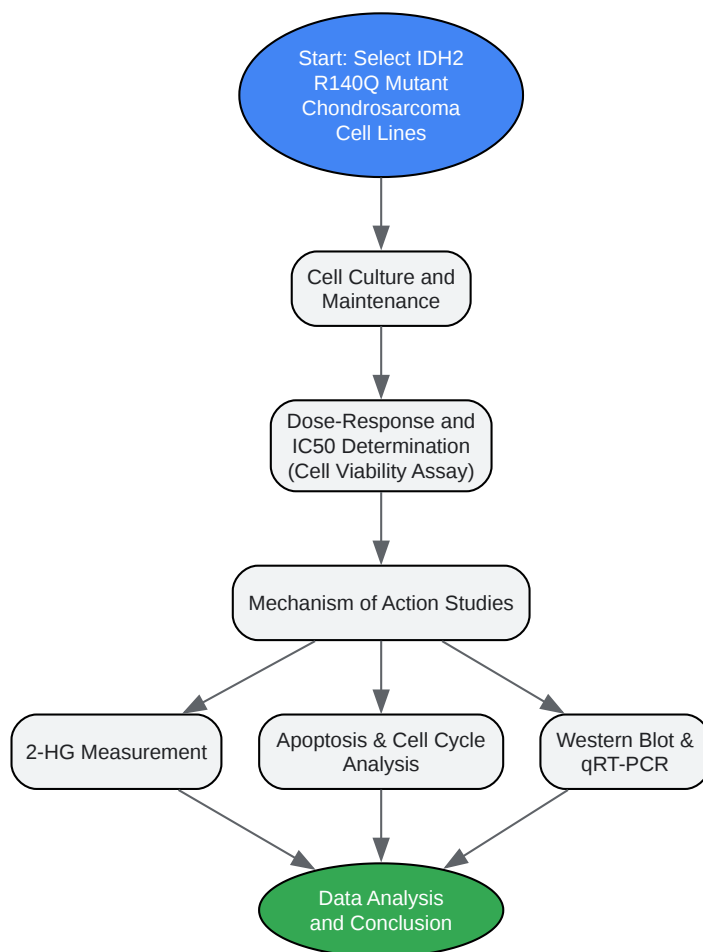 Start: Select IDH2
R140Q Mutant
Chondrosarcoma
Cell Lines
Cell Culture and
Maintenance
Dose-Response and
IC50 Determination
(Cell Viability Assay)
Mechanism of Action Studies
2-HG Measurement
Apoptosis & Cell Cycle
Analysis
Western Blot &
qRT-PCR
Data Analysis
and Conclusion